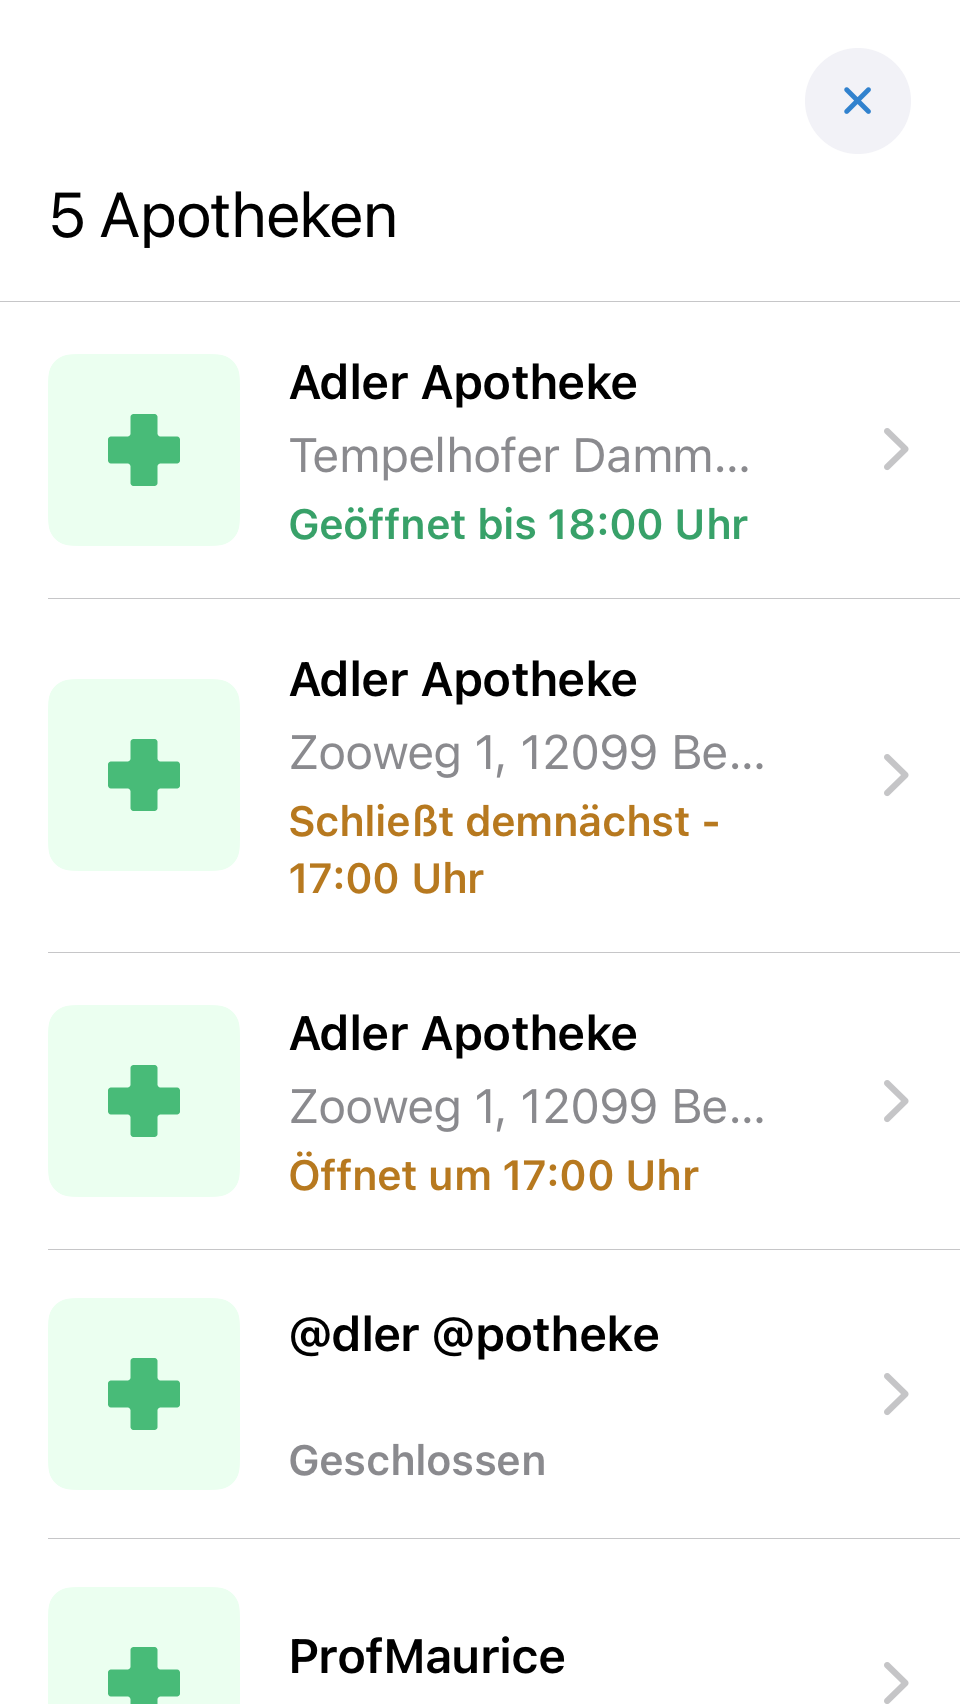 5 Apotheken
Adler Apotheke
Tempelhofer Damm...
Geöffnet bis 18:00 Uhr
Adler Apotheke
Zooweg 1, 12099 Be...
Schließt demnächst -
17:00 Uhr
Adler Apotheke
Zooweg 1, 12099 Be...
Öffnet um 17:00 Uhr
@dler @potheke
Geschlossen
ProfMaurice